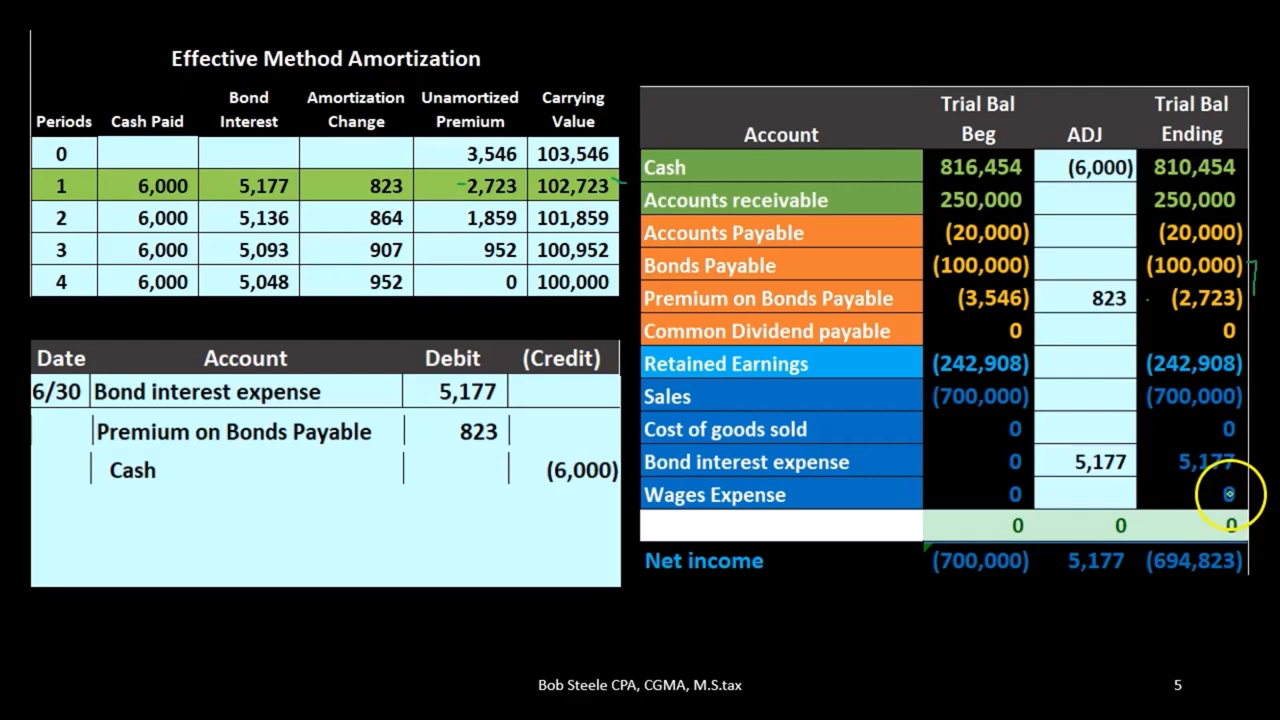 Effective Method Amortization
Bond Amortization Unamortized Carrying
Periods Cash Paid Interest Change Premium Value
0 3,546 103,546
1 6,000 5,177 823 2,723 102,723
2 6,000 5,136 864 1,859 101,859
3 6,000 5,093 907 952 100,952
4 6,000 5,048 952 0 100,000
Date Account Debit (Credit)
6/30 Bond interest expense 5,177
Premium on Bonds Payable 823
Cash (6,000)
Trial Bal Trial Bal
Account Beg ADJ Ending
Cash 816,454 (6,000) 810,454
Accounts receivable 250,000 250,000
Accounts Payable (20,000) (20,000)
Bonds Payable (100,000) (100,000)
Premium on Bonds Payable (3,546) 823 (2,723)
Common Dividend payable 0 0
Retained Earnings (242,908) (242,908)
Sales (700,000) (700,000)
Cost of goods sold 0 0
Bond interest expense 0 5,177 5,177
Wages Expense 0 0
0 0 0
Net income (700,000) 5,177 (694,823)
Bob Steele CPA, CGMA, M.S.tax
5